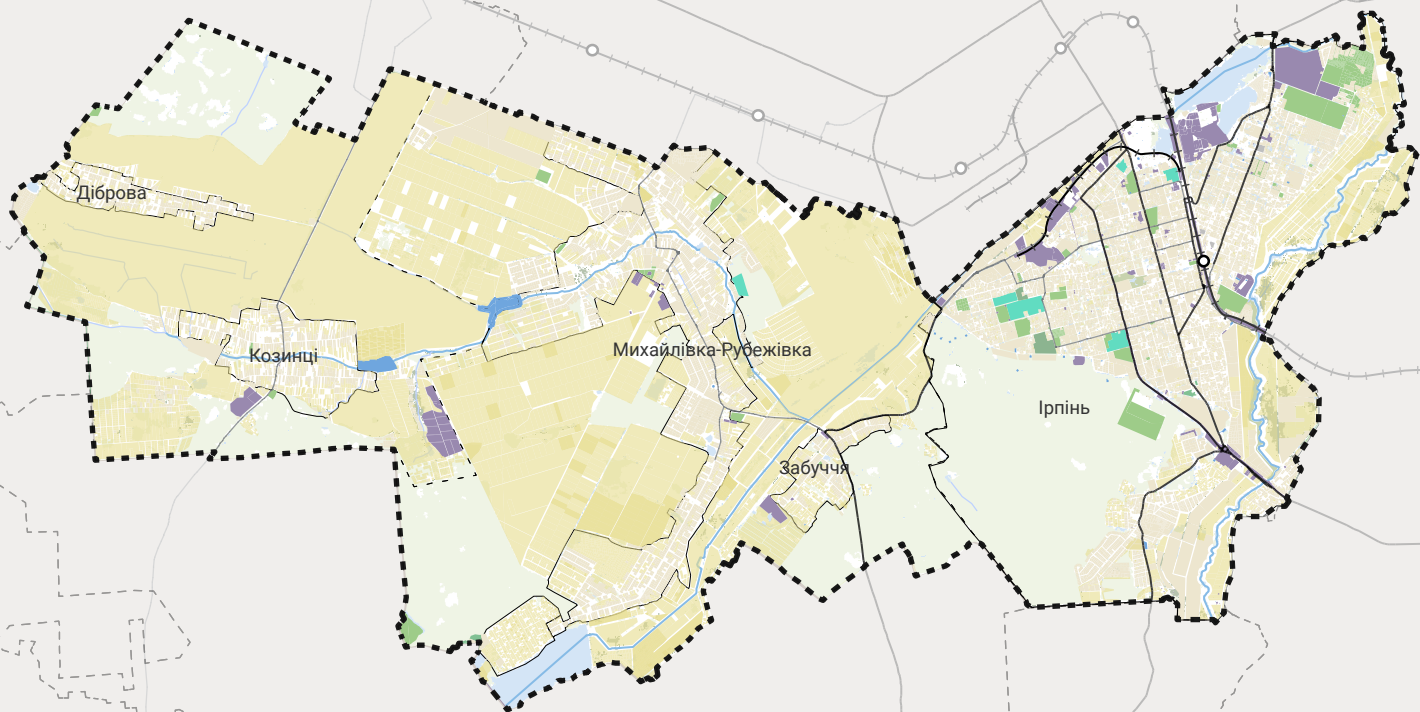 Діброва
Козинці
Михайлівка-Рубежівка
Забуччя
Ірпінь